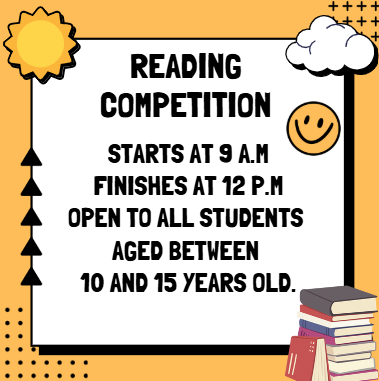 READING
COMPETITION
STARTS AT 9 A.M
FINISHES AT 12 P.M
OPEN TO ALL STUDENTS
AGED BETWEEN
10 AND 15 YEARS OLD.